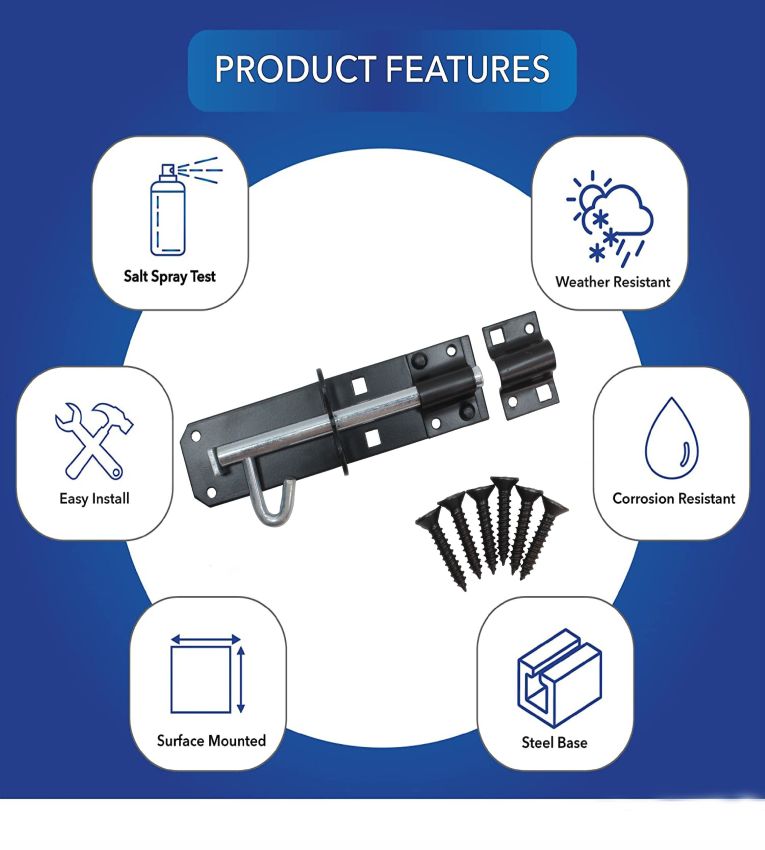 PRODUCT FEATURES
Salt Spray Test
Weather Resistant
Easy Install
Corrosion Resistant
Surface Mounted
Steel Base